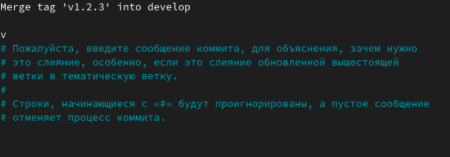 Merge tag 'v1.2.3' into develop
v
# Пожалуйста, введите сообщение коммита, для объяснения, зачем нужно
# это слияние, особенно, если это слияние обновленной вышестоящей
# ветки в тематическую ветку.
#
# Строки, начинающиеся с «#» будут проигнорированы, а пустое сообщение
# отменяет процесс коммита.